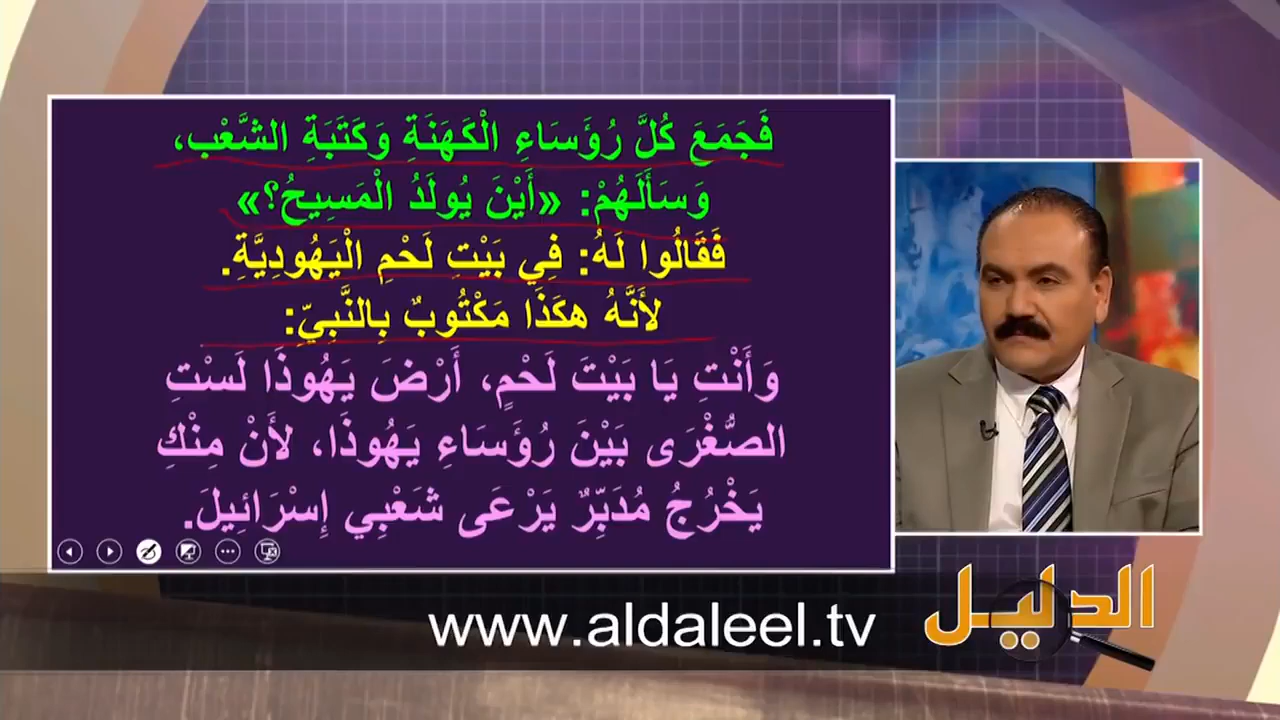 فَجَمَعَ كُلَّ رُؤَسَاءِ الْكَهَنَةِ وَكَتَبَةِ الشَّعْبِ،
وَسَأَلَهُمْ: «أَيْنَ يُولَدُ الْمَسِيحُ؟»
فَقَالُوا لَهُ: فِي بَيْتِ لَحْمِ الْيَهُودِيَّةِ.
لأَنَّهُ هكَذَا مَكْتُوبٌ بِالنَّبِيِّ:
وَأَنْتِ يَا بَيْتَ لَحْمٍ، أَرْضَ يَهُوذَا لَسْتِ
الصُّغْرَى بَيْنَ رُؤَسَاءِ يَهُوذَا، لأَنْ مِنْكِ
يَخْرُجُ مُدَبِّرٌ يَرْعَى شَعْبِي إِسْرَائِيلَ.
الدليل
www.aldaleel.tv